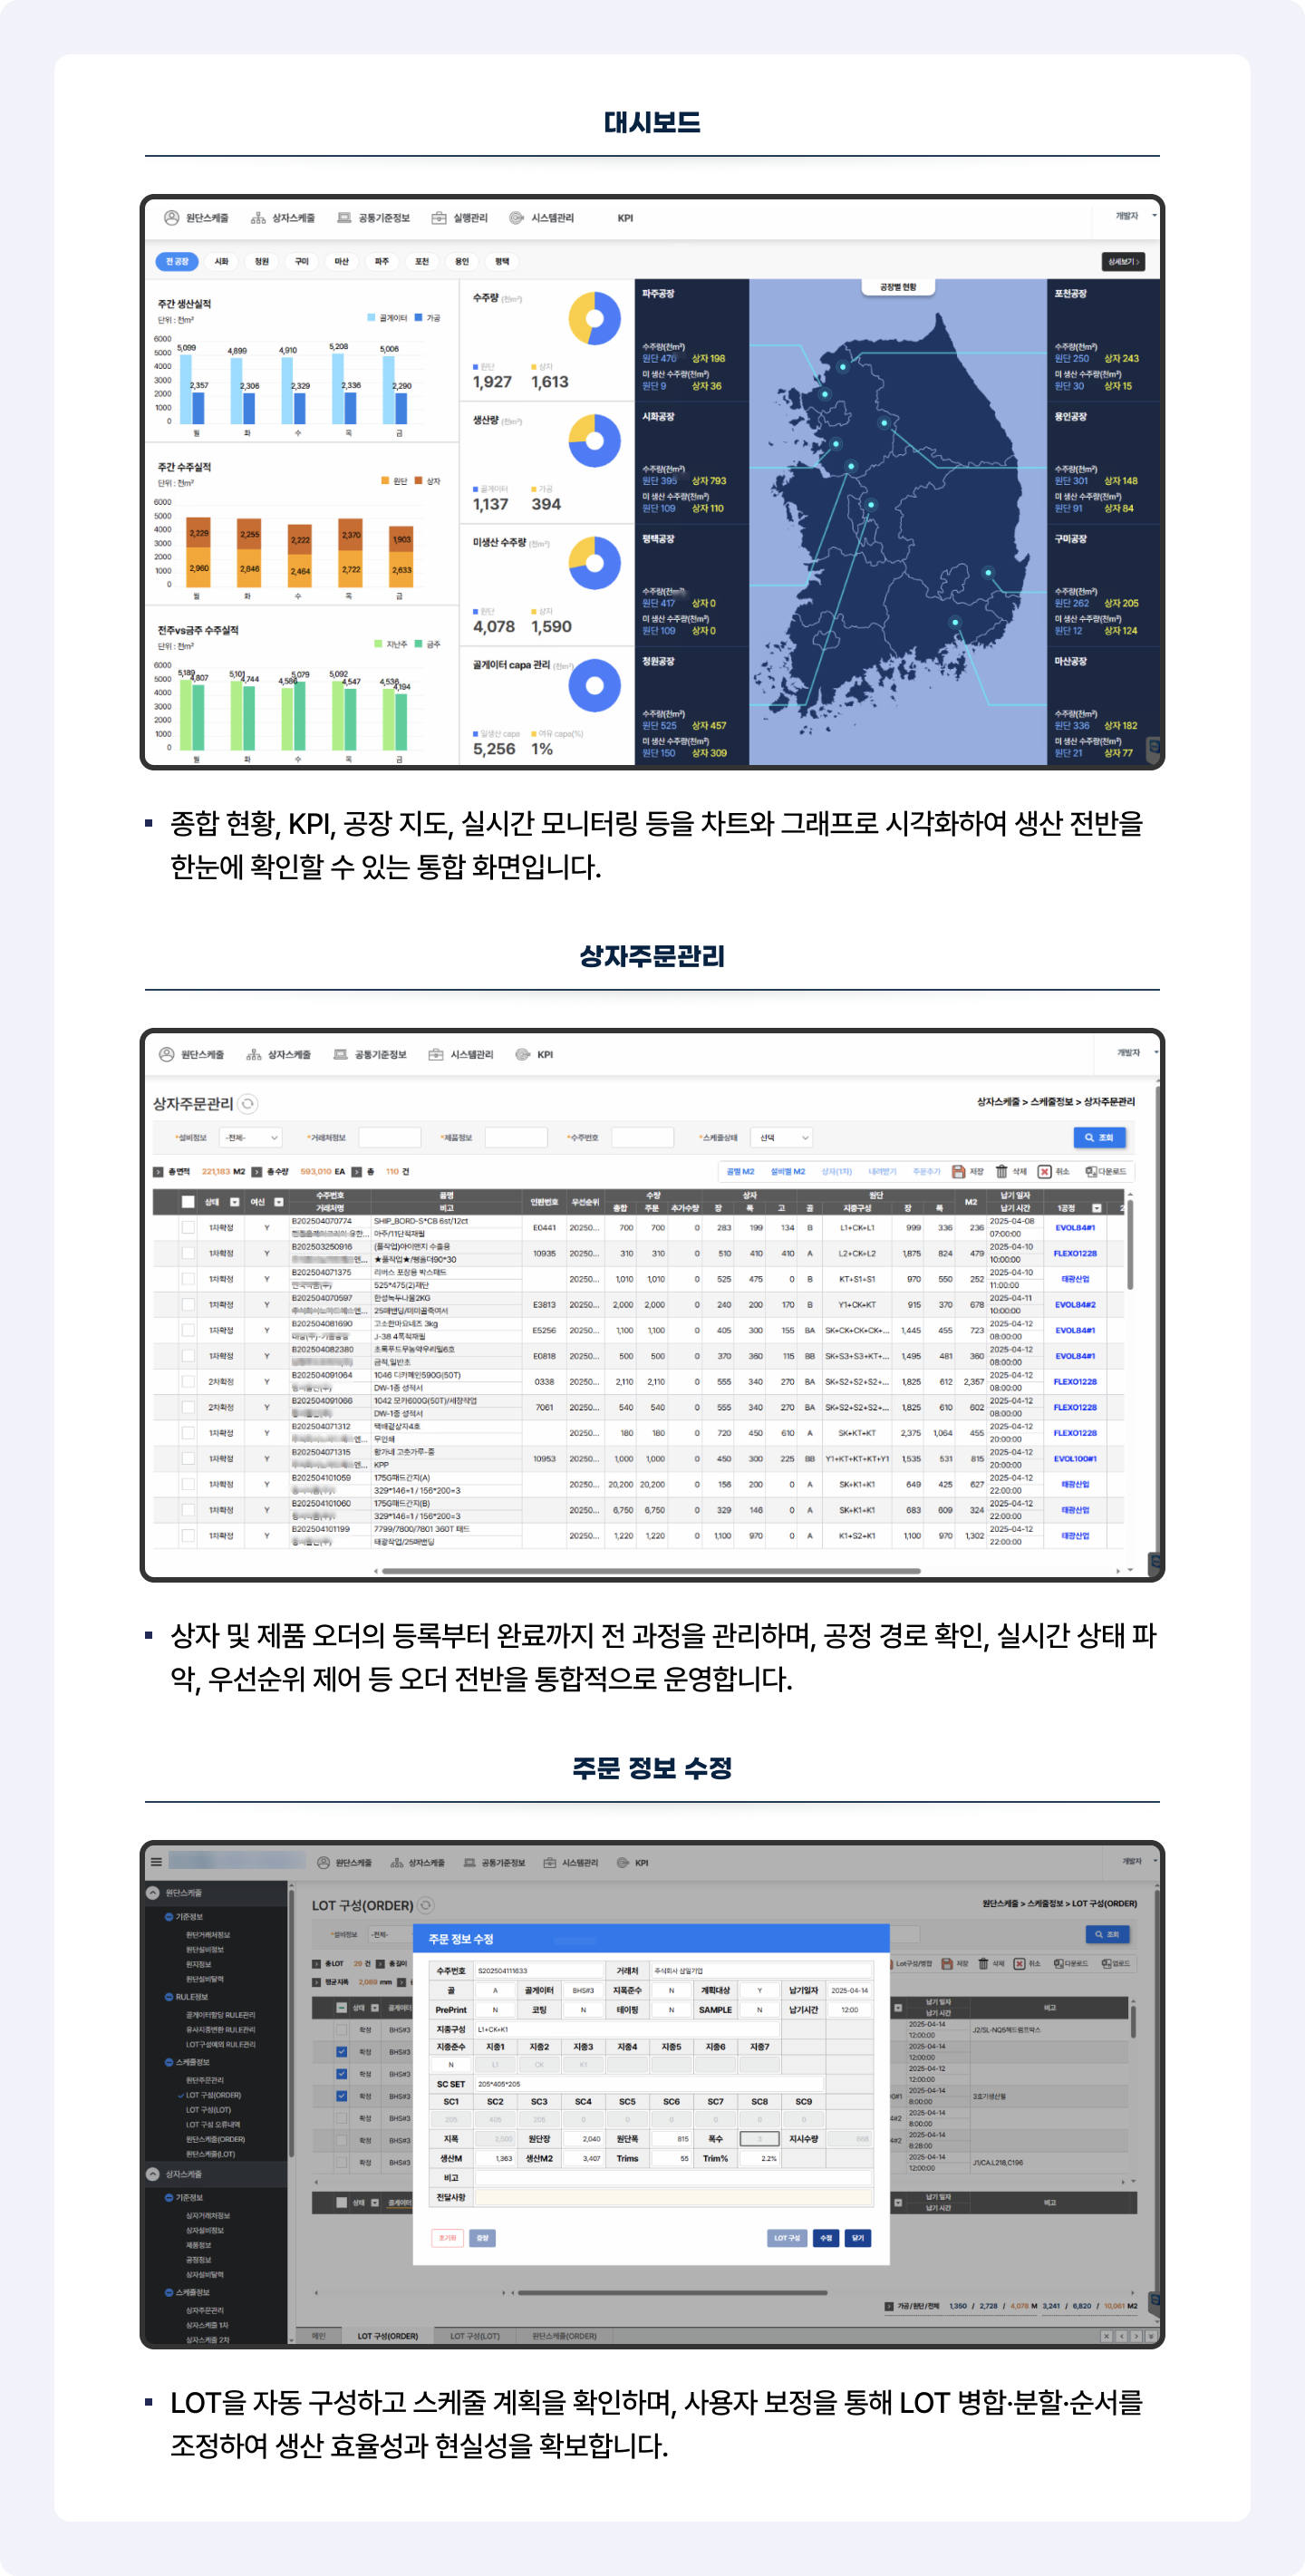 대시보드
원단스케줄 상자스케줄 공통기준정보 실행관리 시스템관리 KPI 개발자
전 공장 시화 청원 구미 마산 파주 포천 용인 평택 상세보기 >
주간 생산실적
단위 : 천m²
골게이터 가공
6000
5000
4000
3000
2000
1000
0
5,099 4,899 4,910 5,208 5,006
2,357 2,306 2,329 2,336 2,290
월 화 수 목 금
주간 수주실적
단위 : 천m²
원단 상자
6000
5000
4000
3000
2000
1000
0
2,229 2,255 2,222 2,370 1,903
2,960 2,846 2,464 2,722 2,633
월 화 수 목 금
전주vs금주 수주실적
단위 : 천m²
지난주 금주
6000
5000
4000
3000
2000
1000
0
5,189 4,807 5,101 4,744 4,586 5,079 5,092 4,547 4,536 4,194
월 화 수 목 금
수주량 (천m²)
원단 상자
1,927 1,613
생산량 (천m²)
골게이터 가공
1,137 394
미생산 수주량 (천m²)
원단 상자
4,078 1,590
골게이터 capa 관리 (천m²)
일생산 capa 여유 capa(%)
5,256 1%
공장별 현황
파주공장
수주량(천m²)
원단 470 상자 198
미 생산 수주량(천m²)
원단 9 상자 36
시화공장
수주량(천m²)
원단 395 상자 793
미 생산 수주량(천m²)
원단 109 상자 110
평택공장
수주량(천m²)
원단 417 상자 0
미 생산 수주량(천m²)
원단 109 상자 0
청원공장
수주량(천m²)
원단 525 상자 457
미 생산 수주량(천m²)
원단 150 상자 309
포천공장
수주량(천m²)
원단 250 상자 243
미 생산 수주량(천m²)
원단 30 상자 15
용인공장
수주량(천m²)
원단 301 상자 148
미 생산 수주량(천m²)
원단 91 상자 84
구미공장
수주량(천m²)
원단 262 상자 205
미 생산 수주량(천m²)
원단 12 상자 124
마산공장
수주량(천m²)
원단 336 상자 182
미 생산 수주량(천m²)
원단 21 상자 77
종합 현황, KPI, 공장 지도, 실시간 모니터링 등을 차트와 그래프로 시각화하여 생산 전반을
한눈에 확인할 수 있는 통합 화면입니다.
상자주문관리
원단스케줄 상자스케줄 공통기준정보 시스템관리 KPI 개발자
상자주문관리 상자스케줄 > 스케줄정보 > 상자주문관리
*설비정보 -전체- *거래처정보 *제품정보 *수주번호 *스케줄상태 선택 조회
총면적 221,183 M2 총수량 593,010 EA 총 110 건 골별 M2 설비별 M2 상자(1차) 내려받기 주문추가 저장 삭제 취소 다운로드
상태 여신 수주번호 품명 인판번호 우선순위 수량 상자 원단 M2 납기 일자 1공정 2
거래처명 비고 총합 주문 추가수량 장 폭 고 골 지종구성 장 폭 납기 시간
1차확정 Y B202504070774 SHIP_BORD-S*CB 6st/12ct E0441 20250... 700 700 0 283 199 134 B L1+CK+L1 999 336 236 2025-04-08 EVOL84#1
아주/11단적재월 07:00:00
1차확정 Y B202503250916 (풀작업)아이엔지 수출용 10935 20250... 310 310 0 510 410 410 A L2+CK+L2 1,875 824 479 2025-04-10 FLEXO1228
10:00:00
1차확정 Y B202504071375 리버스 포장용 박스패드 20250... 1,010 1,010 0 525 475 0 B KT+S1+S1 970 550 252 2025-04-10 태광산업
525*475(2)재단 11:00:00
1차확정 Y B202504070597 한성녹두나물2KG E3813 20250... 2,000 2,000 0 240 200 170 B Y1+CK+KT 915 370 678 2025-04-11 EVOL84#2
10:00:00
1차확정 Y B202504081690 고소한마요네즈 3kg E5256 20250... 1,100 1,100 0 405 300 155 BA SK+CK+CK+CK+... 1,445 455 723 2025-04-12 EVOL84#1
J-38 4폭적재월 08:00:00
1차확정 Y B202504082380 초록푸드무농약우리밀6호 E0818 20250... 500 500 0 370 360 115 BB SK+S3+S3+KT+... 1,495 481 360 2025-04-12 EVOL84#1
금적,일반초 08:00:00
2차확정 Y B202504091064 1046 디카페인590G(50T) 0338 20250... 2,110 2,110 0 555 340 270 BA SK+S2+S2+S2+... 1,825 612 2,357 2025-04-12 FLEXO1228
DW-1종 성적서 08:00:00
2차확정 Y B202504091066 1042 모카600G(50T)/세창작업 7061 20250... 540 540 0 555 340 270 BA SK+S2+S2+S2+... 1,825 610 602 2025-04-12 FLEXO1228
DW-1종 성적서 08:00:00
1차확정 Y B202504071312 택배겉상자4호 20250... 180 180 0 720 450 610 A SK+KT+KT 2,375 1,064 455 2025-04-12 FLEXO1228
무인쇄 20:00:00
1차확정 Y B202504071315 황가네 고춧가루-중 10953 20250... 1,000 1,000 0 450 300 225 BB Y1+KT+KT+KT+Y1 1,535 531 815 2025-04-12 EVOL100#1
KPP 20:00:00
1차확정 Y B202504101059 175G패드간지(A) 20250... 20,200 20,200 0 156 200 0 A SK+K1+K1 649 425 627 2025-04-12 태광산업
329*146=1 / 156*200=3 22:00:00
1차확정 Y B202504101060 175G패드간지(B) 20250... 6,750 6,750 0 329 146 0 A SK+K1+K1 683 609 324 2025-04-12 태광산업
329*146=1 / 156*200=3 22:00:00
1차확정 Y B202504101199 7799/7800/7801 360T 패드 20250... 1,220 1,220 0 1,100 970 0 A K1+S2+K1 1,100 970 1,302 2025-04-12 태광산업
태광작업/25매밴딩 22:00:00
상자 및 제품 오더의 등록부터 완료까지 전 과정을 관리하며, 공정 경로 확인, 실시간 상태 파
악, 우선순위 제어 등 오더 전반을 통합적으로 운영합니다.
주문 정보 수정
원단스케줄 상자스케줄 공통기준정보 시스템관리 KPI 개발자
원단스케줄
기준정보
원단거래처정보
원단설비정보
원지정보
원단설비달력
RULE정보
골게이터할당 RULE관리
유사지종변환 RULE관리
LOT구성예외 RULE관리
스케줄정보
원단주문관리
LOT 구성(ORDER)
LOT 구성(LOT)
LOT 구성 오류내역
원단스케줄(ORDER)
원단스케줄(LOT)
상자스케줄
기준정보
상자거래처정보
상자설비정보
제품정보
공정정보
상자설비달력
스케줄정보
상자주문관리
상자스케줄 1차
상자스케줄 2차
LOT 구성(ORDER) 원단스케줄 > 스케줄정보 > LOT 구성(ORDER)
*설비정보 -전체- 조회
총LOT 29 건 총길이 Lot구성/병합 저장 삭제 취소 다운로드 업로드
평균지폭 2,089 mm
상태 골게이터 납기 일자 비고
납기 시간
확정 BHS#3 2025-04-14 J2/SL-NQ5헤드램프박스
12:00:00
확정 BHS#3 2025-04-14
12:00:00
확정 BHS#3 2025-04-12
12:00:00
확정 BHS#3 2025-04-14 3호기생산월
8:00:00
확정 BHS#3 2025-04-14
8:00:00
확정 BHS#3 2025-04-14
8:28:00
확정 BHS#3 2025-04-14 J1/CA.L218,C196
12:00:00
상태 골게이터 납기 일자 비고
납기 시간
주문 정보 수정
수주번호 S202504111633 거래처 주식회사 삼일기업
골 A 골게이터 BHS#3 지폭준수 N 계획대상 Y 납기일자 2025-04-14
PrePrint N 코팅 N 테이핑 N SAMPLE N 납기시간 12:00
지종구성 L1+CK+K1
지종준수 지종1 지종2 지종3 지종4 지종5 지종6 지종7
N L1 CK K1
SC SET 205*405*205
SC1 SC2 SC3 SC4 SC5 SC6 SC7 SC8 SC9
205 405 205 0 0 0 0 0 0
지폭 2,500 원단장 2,040 원단폭 815 폭수 3 지시수량 668
생산M 1,363 생산M2 3,407 Trims 55 Trim% 2.2%
비고
전달사항
초기화 증량 LOT 구성 수정 닫기
가공/원단/전체 1,350 / 2,728 / 4,078 M 3,241 / 6,820 / 10,061 M2
메인 LOT 구성(ORDER) LOT 구성(LOT) 원단스케줄(ORDER)
LOT을 자동 구성하고 스케줄 계획을 확인하며, 사용자 보정을 통해 LOT 병합·분할·순서를
조정하여 생산 효율성과 현실성을 확보합니다.